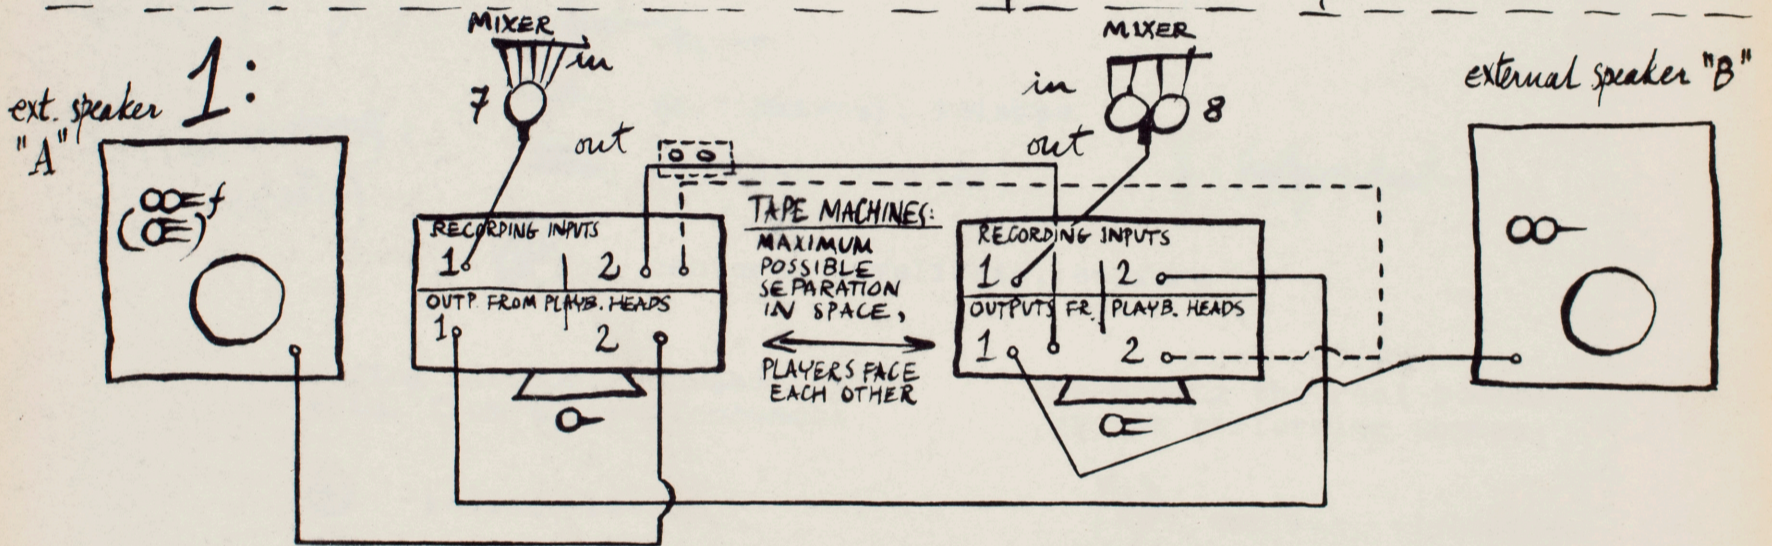 1:
ext. speaker
"A"
MIXER
in
7
out
MIXER
in
8
out
external speaker "B"
f
RECORDING INPUTS
1 2
OUTP. FROM PLAYB. HEADS
1 2
TAPE MACHINES:
MAXIMUM
POSSIBLE
SEPARATION
IN SPACE,
PLAYERS FACE
EACH OTHER
RECORDING INPUTS
1 2
OUTPUTS FR. PLAYB. HEADS
1 2